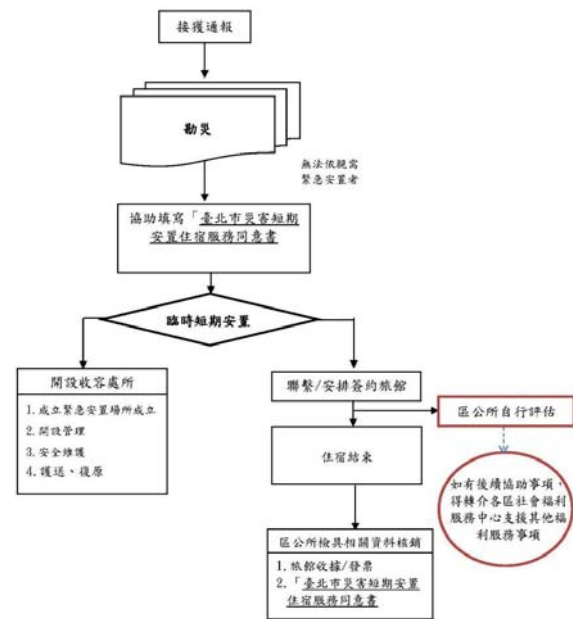 接獲通報
勘災
無法依親需
緊急安置者
協助填寫「臺北市災害短期
安置住宿服務同意書
臨時短期安置
開設收容處所
1.成立緊急安置場所成立
2.開設管理
3.安全維護
4.護送、復原
聯繫/安排簽約旅館
區公所自行評估
住宿結束
如有後續協助事項，
得轉介各區社會福利
服務中心支援其他福
利服務事項
區公所檢具相關資料核銷
1.旅館收據/發票
2.「臺北市災害短期安置
住宿服務同意書